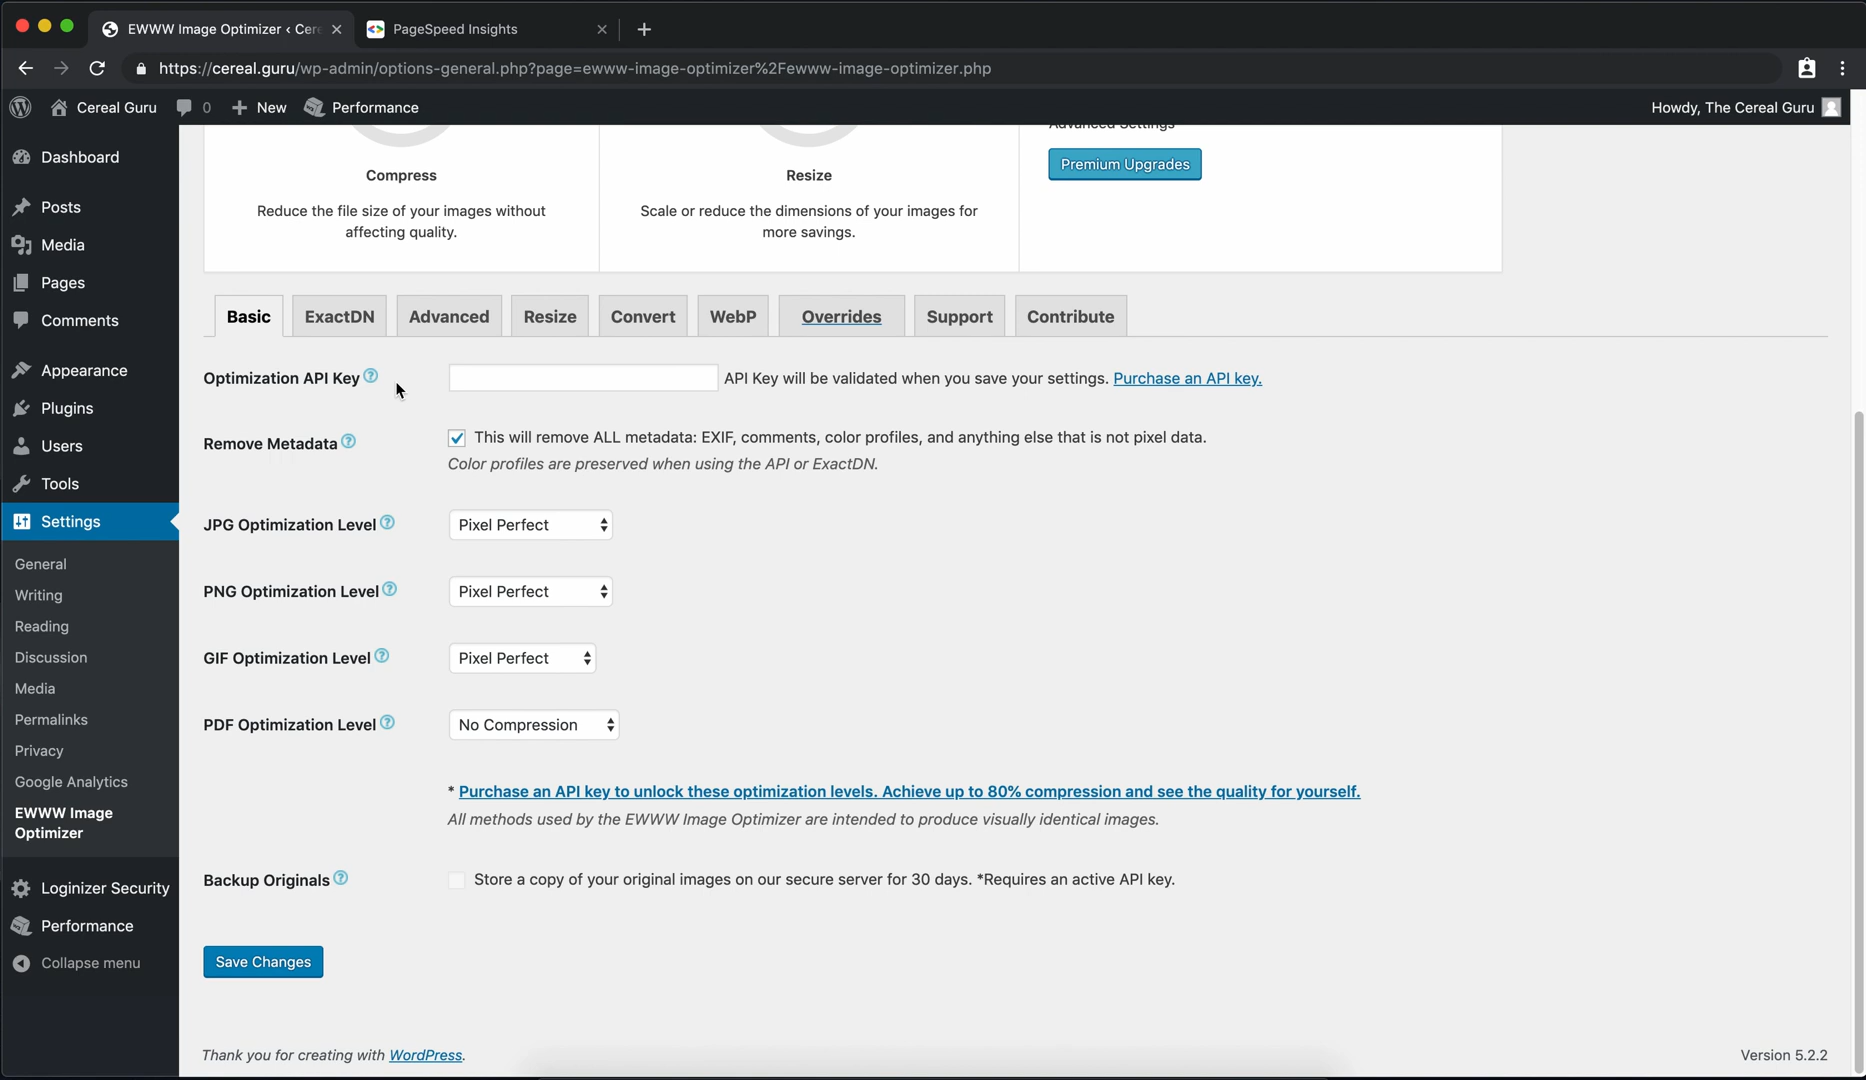 EWWW Image Optimizer ‹ Cere
PageSpeed Insights
https://cereal.guru/wp-admin/options-general.php?page=ewww-image-optimizer%2Fewww-image-optimizer.php
Cereal Guru
0
New
Performance
Howdy, The Cereal Guru
Dashboard
Posts
Media
Pages
Comments
Appearance
Plugins
Users
Tools
Settings
General
Writing
Reading
Discussion
Media
Permalinks
Privacy
Google Analytics
EWWW Image
Optimizer
Loginizer Security
Performance
Collapse menu
Compress
Reduce the file size of your images without
affecting quality.
Resize
Scale or reduce the dimensions of your images for
more savings.
Advanced Settings
Premium Upgrades
Basic
ExactDN
Advanced
Resize
Convert
WebP
Overrides
Support
Contribute
Optimization API Key ?
API Key will be validated when you save your settings. Purchase an API key.
Remove Metadata ?
This will remove ALL metadata: EXIF, comments, color profiles, and anything else that is not pixel data.
Color profiles are preserved when using the API or ExactDN.
JPG Optimization Level ?
Pixel Perfect
PNG Optimization Level ?
Pixel Perfect
GIF Optimization Level ?
Pixel Perfect
PDF Optimization Level ?
No Compression
* Purchase an API key to unlock these optimization levels. Achieve up to 80% compression and see the quality for yourself.
All methods used by the EWWW Image Optimizer are intended to produce visually identical images.
Backup Originals ?
Store a copy of your original images on our secure server for 30 days. *Requires an active API key.
Save Changes
Thank you for creating with WordPress.
Version 5.2.2